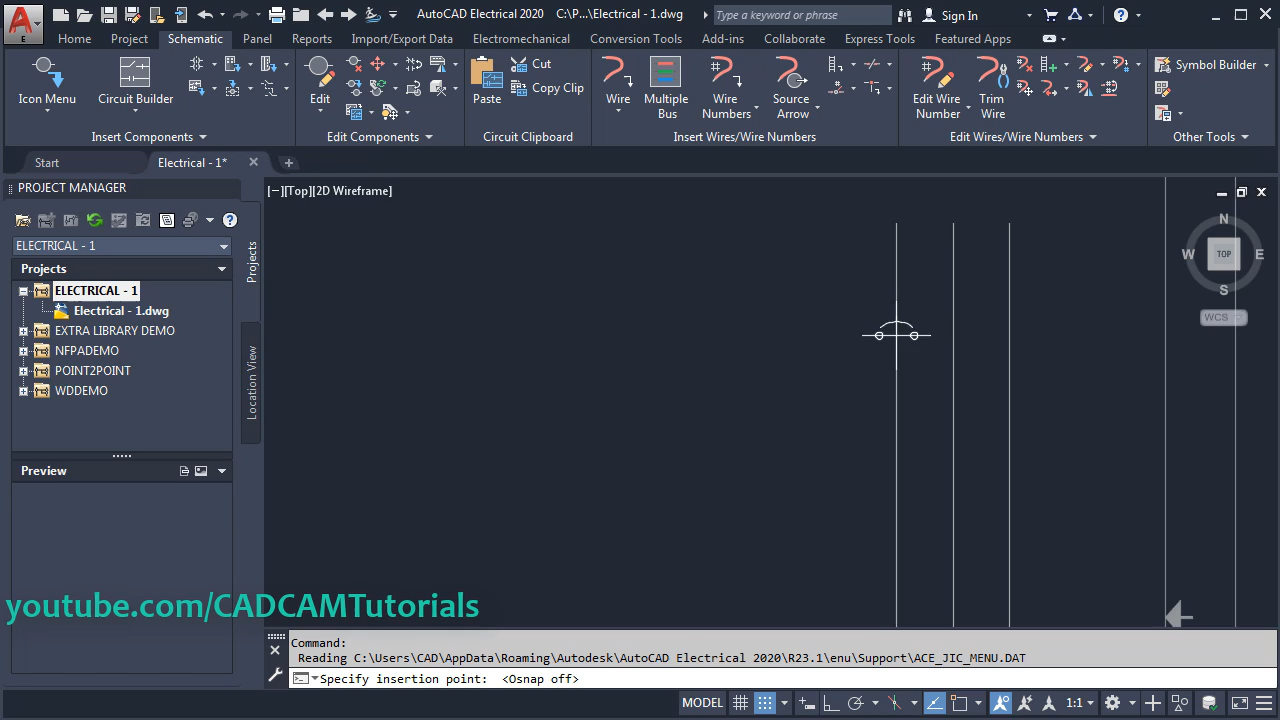 AutoCAD Electrical 2020 C:\P...\Electrical - 1.dwg
Type a keyword or phrase
Sign In
A
E
Home Project Schematic Panel Reports Import/Export Data Electromechanical Conversion Tools Add-ins Collaborate Express Tools Featured Apps
Icon Menu
Circuit Builder
Insert Components
Edit
Edit Components
Paste
Cut
Copy Clip
Circuit Clipboard
Wire
Multiple
Bus
Wire
Numbers
Source
Arrow
Insert Wires/Wire Numbers
Edit Wire
Number
Trim
Wire
Edit Wires/Wire Numbers
Symbol Builder
Other Tools
Start
Electrical - 1*
PROJECT MANAGER
ELECTRICAL - 1
Projects
ELECTRICAL - 1
Electrical - 1.dwg
EXTRA LIBRARY DEMO
NFPADEMO
POINT2POINT
WDDEMO
Preview
Projects
Location View
[−][Top][2D Wireframe]
N
W
TOP
E
S
WCS
youtube.com/CADCAMTutorials
Command:
Reading C:\Users\CAD\AppData\Roaming\Autodesk\AutoCAD Electrical 2020\R23.1\enu\Support\ACE_JIC_MENU.DAT
Specify insertion point: <Osnap off>
MODEL
1:1